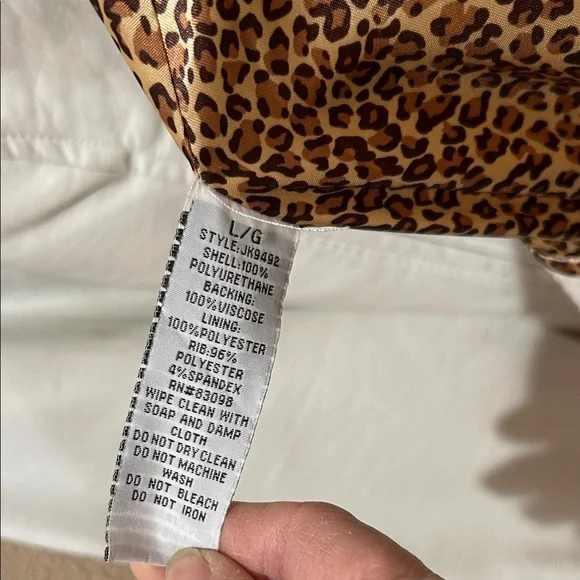 L/G
STYLE:JK9492
SHELL:100%
POLYURETHANE
BACKING:
100%VISCOSE
LINING:
100%POLYESTER
RIB:96%
POLYESTER
4%SPANDEX
RN#83098
WIPE CLEAN WITH
SOAP AND DAMP
CLOTH
DO NOT DRY CLEAN
DO NOT MACHINE
WASH
DO NOT BLEACH
DO NOT IRON